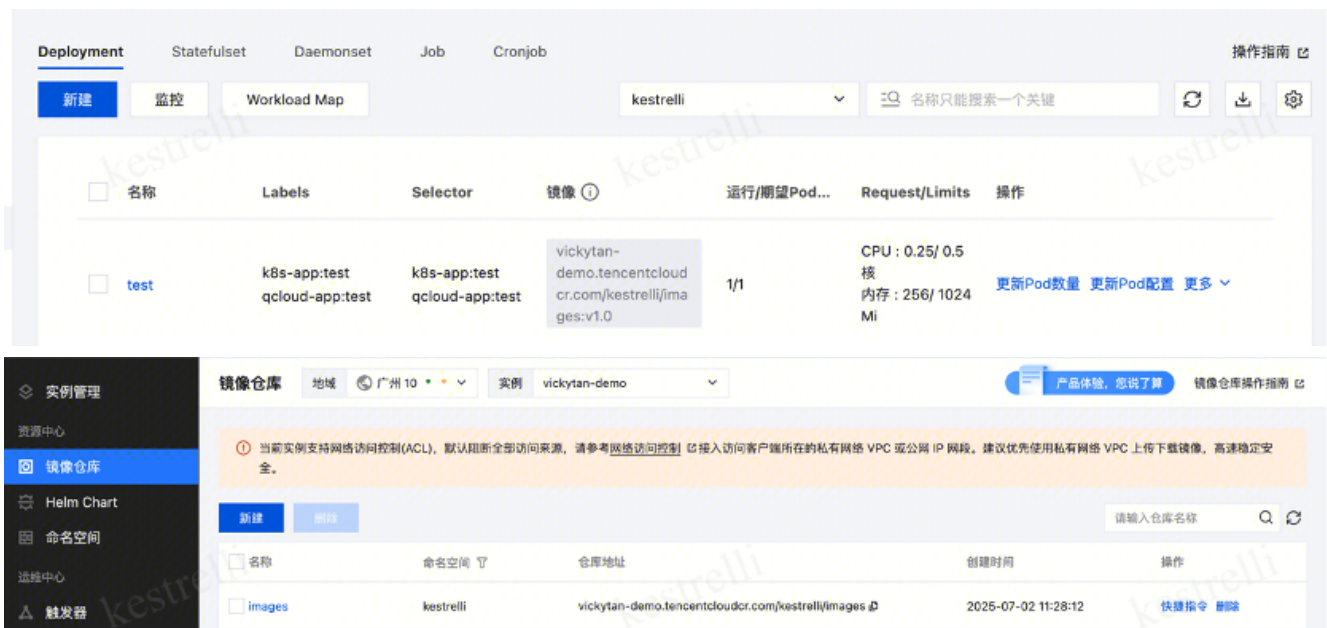 Deployment Statefulset Daemonset Job Cronjob 操作指南
新建 监控 Workload Map kestrelli 名称只能搜索一个关键
名称 Labels Selector 镜像 运行/期望Pod... Request/Limits 操作
test
k8s-app:test
qcloud-app:test
k8s-app:test
qcloud-app:test
vickytan-
demo.tencentcloud
cr.com/kestrelli/ima
ges:v1.0
1/1
CPU：0.25/ 0.5
核
内存：256/ 1024
Mi
更新Pod数量 更新Pod配置 更多
实例管理
资源中心
镜像仓库
Helm Chart
命名空间
运维中心
触发器
镜像仓库 地域 广州 10 实例 vickytan-demo 产品体验，您说了算 镜像仓库操作指南
当前实例支持网络访问控制(ACL)，默认阻断全部访问来源，请参考网络访问控制 接入访问客户端所在的私有网络 VPC 或公网 IP 网段。建议优先使用私有网络 VPC 上传下载镜像，高速稳定安
全。
新建 删除 请输入仓库名称
名称 命名空间 仓库地址 创建时间 操作
images kestrelli vickytan-demo.tencentcloudcr.com/kestrelli/images 2025-07-02 11:28:12 快捷指令 删除
kestrelli
kestrelli
kestrelli
kestrelli
kestrelli
kestrelli